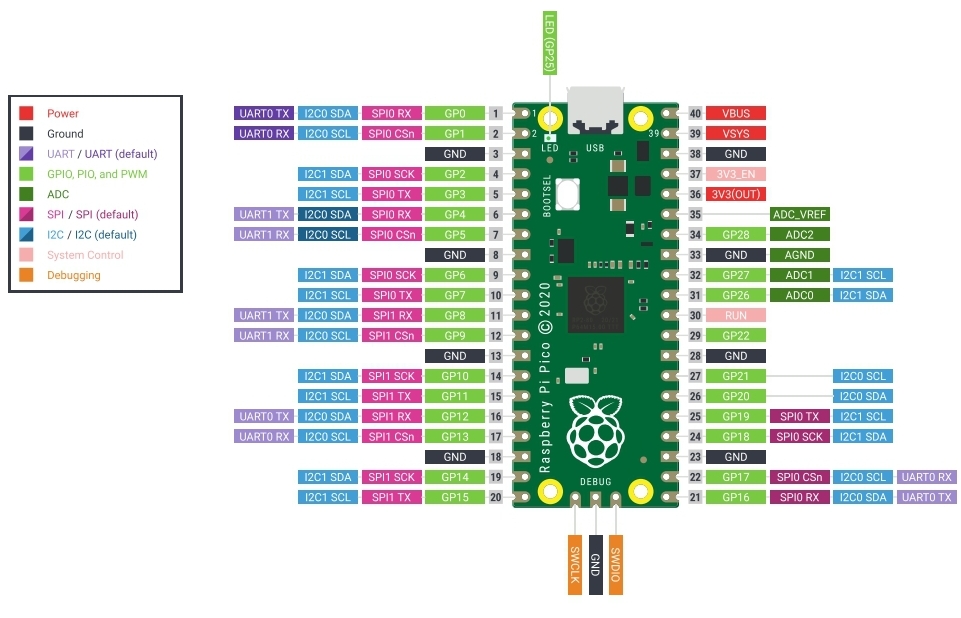 LED (GP25)
Power
Ground
UART / UART (default)
GPIO, PIO, and PWM
ADC
SPI / SPI (default)
I2C / I2C (default)
System Control
Debugging
UART0 TX I2C0 SDA SPI0 RX GP0 1
UART0 RX I2C0 SCL SPI0 CSn GP1 2
GND 3
I2C1 SDA SPI0 SCK GP2 4
I2C1 SCL SPI0 TX GP3 5
UART1 TX I2C0 SDA SPI0 RX GP4 6
UART1 RX I2C0 SCL SPI0 CSn GP5 7
GND 8
I2C1 SDA SPI0 SCK GP6 9
I2C1 SCL SPI0 TX GP7 10
UART1 TX I2C0 SDA SPI1 RX GP8 11
UART1 RX I2C0 SCL SPI1 CSn GP9 12
GND 13
I2C1 SDA SPI1 SCK GP10 14
I2C1 SCL SPI1 TX GP11 15
UART0 TX I2C0 SDA SPI1 RX GP12 16
UART0 RX I2C0 SCL SPI1 CSn GP13 17
GND 18
I2C1 SDA SPI1 SCK GP14 19
I2C1 SCL SPI1 TX GP15 20
1
2
39
LED
USB
BOOTSEL
Raspberry Pi Pico © 2020
DEBUG
40 VBUS
39 VSYS
38 GND
37 3V3_EN
36 3V3(OUT)
35 ADC_VREF
34 GP28 ADC2
33 GND AGND
32 GP27 ADC1 I2C1 SCL
31 GP26 ADC0 I2C1 SDA
30 RUN
29 GP22
28 GND
27 GP21 I2C0 SCL
26 GP20 I2C0 SDA
25 GP19 SPI0 TX I2C1 SCL
24 GP18 SPI0 SCK I2C1 SDA
23 GND
22 GP17 SPI0 CSn I2C0 SCL UART0 RX
21 GP16 SPI0 RX I2C0 SDA UART0 TX
SWCLK
GND
SWDIO